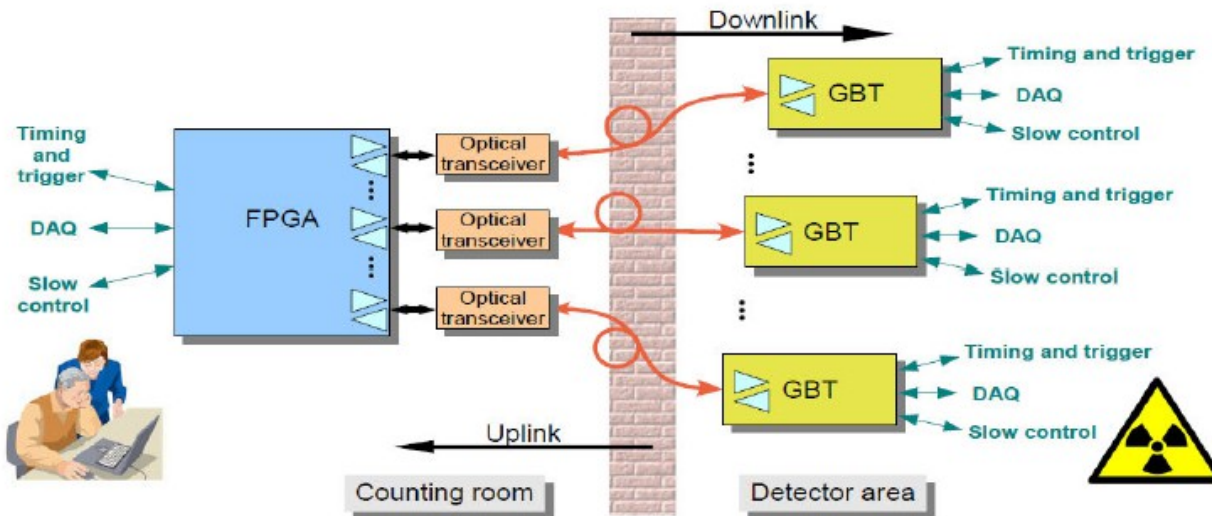 Downlink
Timing and trigger
GBT
DAQ
Slow control
Timing
and
trigger
DAQ
Slow
control
FPGA
Optical
transceiver
Optical
transceiver
Optical
transceiver
Timing and trigger
GBT
DAQ
Slow control
Timing and trigger
GBT
DAQ
Slow control
Uplink
Counting room
Detector area